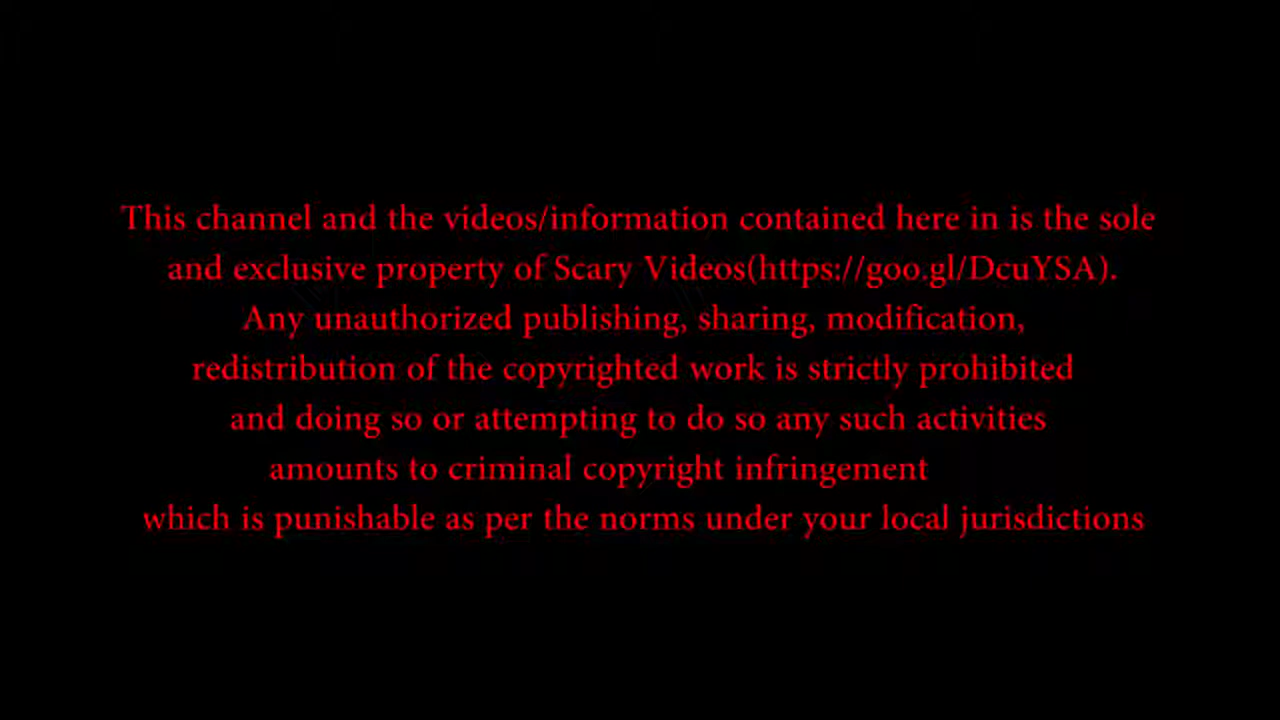 This channel and the videos/information contained here in is the sole
and exclusive property of Scary Videos(https://goo.gl/DcuYSA).
Any unauthorized publishing, sharing, modification,
redistribution of the copyrighted work is strictly prohibited
and doing so or attempting to do so any such activities
amounts to criminal copyright infringement
which is punishable as per the norms under your local jurisdictions